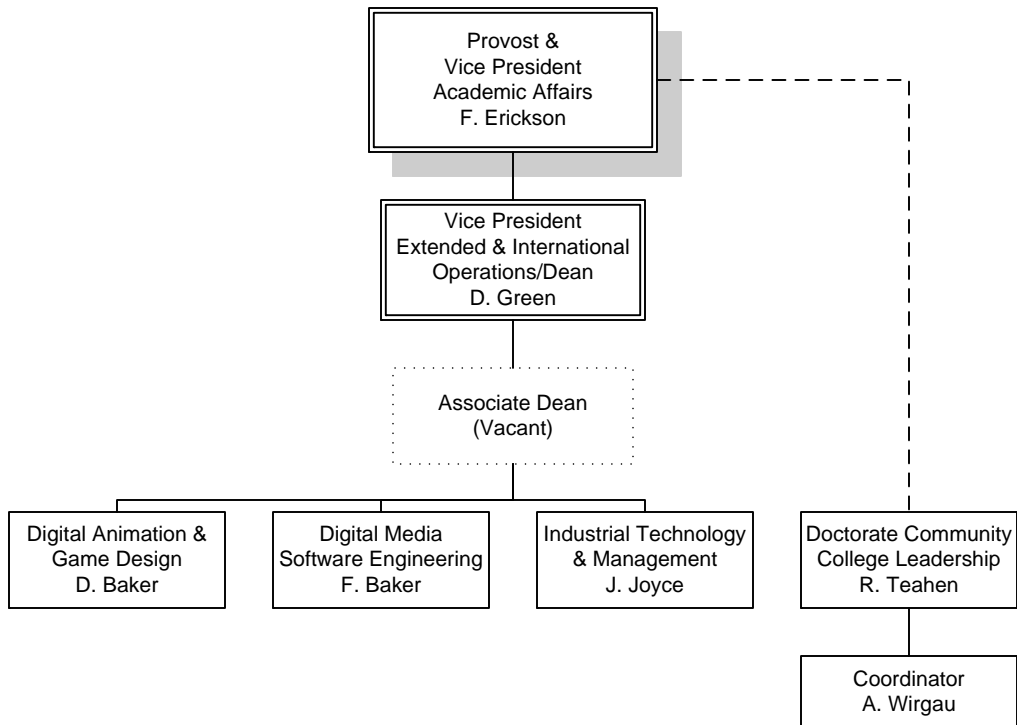 Provost &
Vice President
Academic Affairs
F. Erickson
Vice President
Extended & International
Operations/Dean
D. Green
Associate Dean
(Vacant)
Digital Animation &
Game Design
D. Baker
Digital Media
Software Engineering
F. Baker
Industrial Technology
& Management
J. Joyce
Doctorate Community
College Leadership
R. Teahen
Coordinator
A. Wirgau